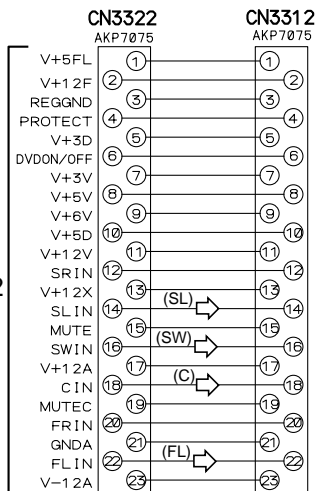 CN3322 CN3312
AKP7075 AKP7075
V+5FL 1 1
V+12F 2 2
REGGND 3 3
PROTECT 4 4
V+3D 5 5
DVDON/OFF 6 6
V+3V 7 7
V+5V 8 8
V+6V 9 9
V+5D 10 10
V+12V 11 11
SRIN 12 12
V+12X 13 13
SLIN 14 (SL) 14
MUTE 15 15
SWIN 16 (SW) 16
V+12A 17 17
CIN 18 (C) 18
MUTEC 19 19
FRIN 20 20
GNDA 21 21
FLIN 22 (FL) 22
V-12A 23 23